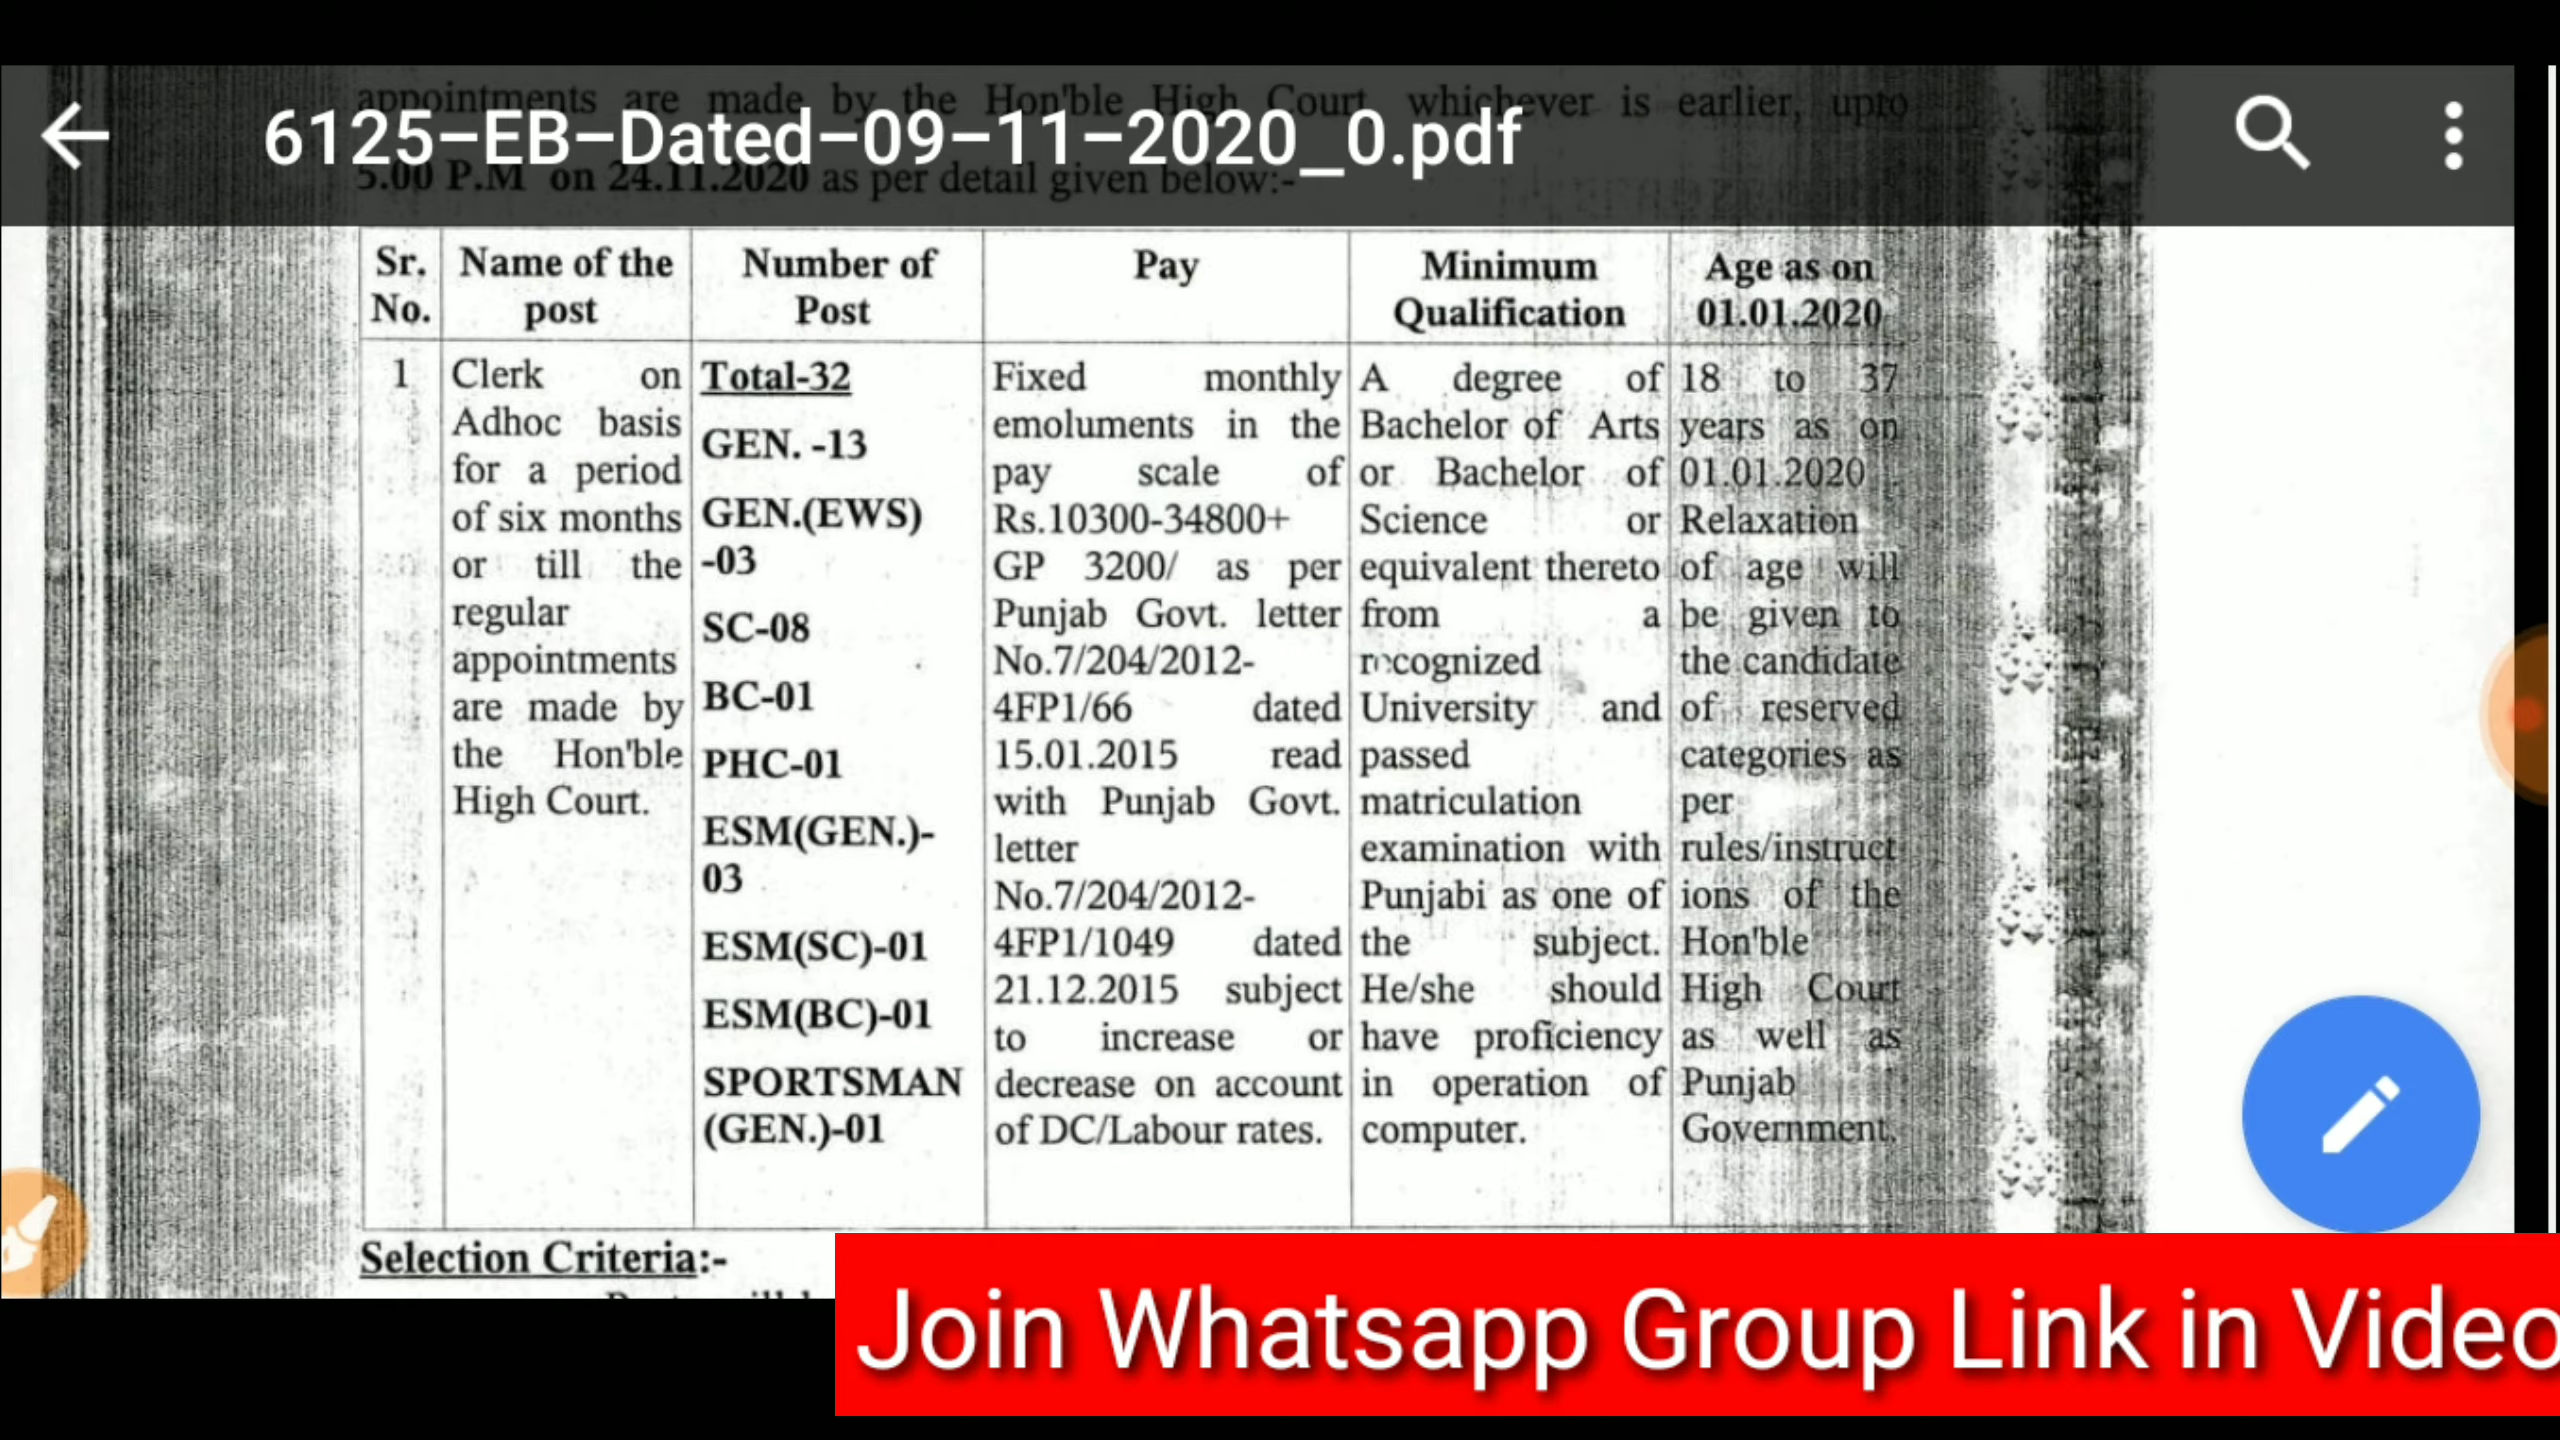 appointments are made by the Hon'ble High Court whichever is earlier, upto
6125-EB-Dated-09-11-2020_0.pdf
5.00 P.M on 24.11.2020 as per detail given below:-
Sr. No.
Name of the post
Number of Post
Pay
Minimum Qualification
Age as on 01.01.2020
1
Clerk on
Adhoc basis
for a period
of six months
or till the
regular
appointments
are made by
the Hon'ble
High Court.
Total-32
GEN. -13
GEN.(EWS)
-03
SC-08
BC-01
PHC-01
ESM(GEN.)-
03
ESM(SC)-01
ESM(BC)-01
SPORTSMAN
(GEN.)-01
Fixed monthly
emoluments in the
pay scale of
Rs.10300-34800+
GP 3200/ as per
Punjab Govt. letter
No.7/204/2012-
4FP1/66 dated
15.01.2015 read
with Punjab Govt.
letter
No.7/204/2012-
4FP1/1049 dated
21.12.2015 subject
to increase or
decrease on account
of DC/Labour rates.
A degree of
Bachelor of Arts
or Bachelor of
Science or
equivalent thereto
from a
recognized
University and
passed
matriculation
examination with
Punjabi as one of
the subject.
He/she should
have proficiency
in operation of
computer.
18 to 37
years as on
01.01.2020
Relaxation
of age will
be given to
the candidate
of reserved
categories as
per
rules/instruct
ions of the
Hon'ble
High Court
as well as
Punjab
Government.
Selection Criteria:-
Join Whatsapp Group Link in Video